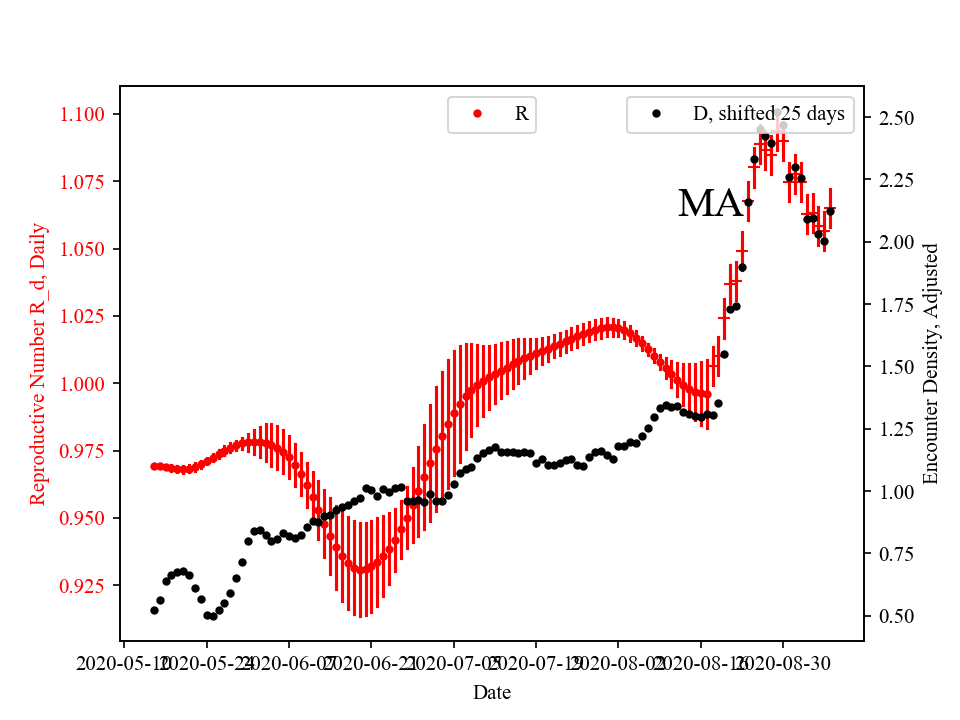 R
D, shifted 25 days
MA
1.100
1.075
1.050
1.025
1.000
0.975
0.950
0.925
Reproductive Number R_d, Daily
2.50
2.25
2.00
1.75
1.50
1.25
1.00
0.75
0.50
Encounter Density, Adjusted
2020-05-10 2020-05-24 2020-06-07 2020-06-21 2020-07-05 2020-07-19 2020-08-02 2020-08-16 2020-08-30
Date